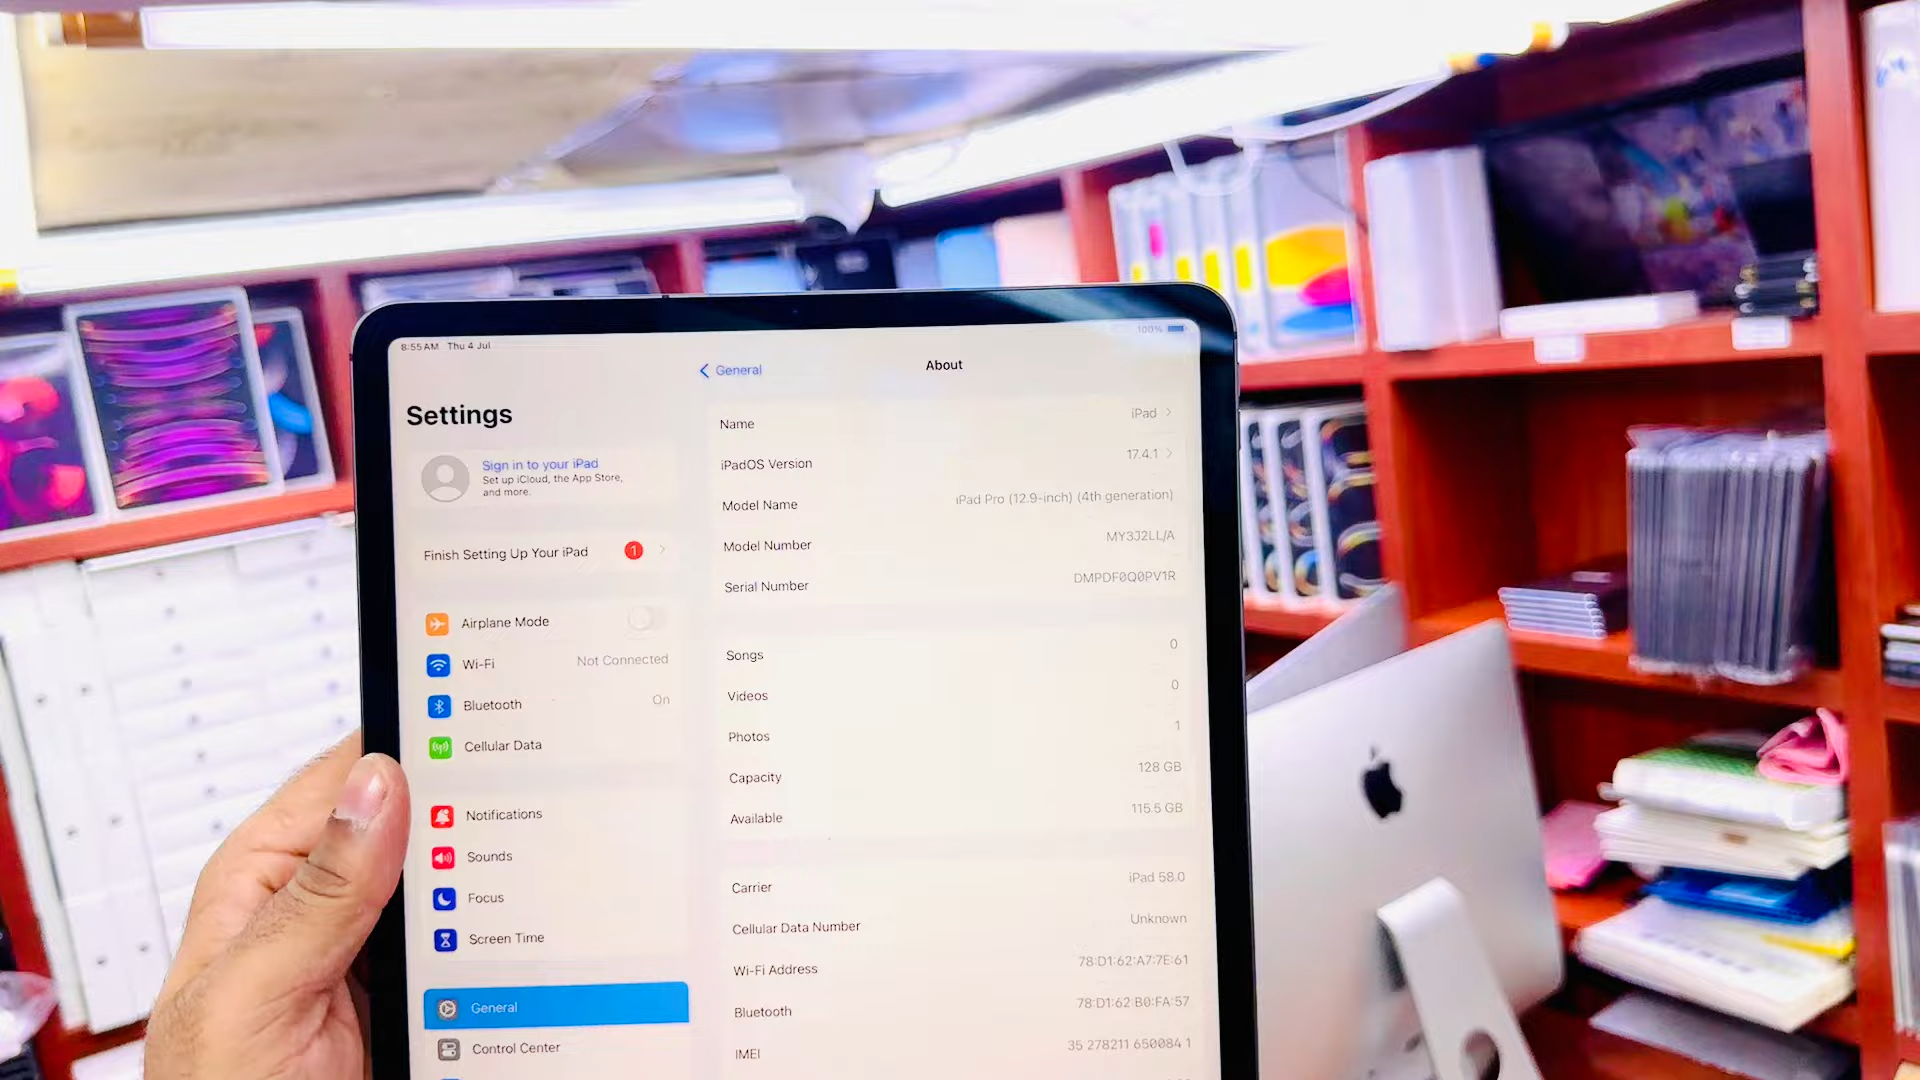 8:55 AM Thu 4 Jul
100%
Settings
Sign in to your iPad
Set up iCloud, the App Store,
and more.
Finish Setting Up Your iPad 1
Airplane Mode
Wi-Fi Not Connected
Bluetooth On
Cellular Data
Notifications
Sounds
Focus
Screen Time
General
Control Center
General
About
Name iPad
iPadOS Version 17.4.1
Model Name iPad Pro (12.9-inch) (4th generation)
Model Number MY3J2LL/A
Serial Number DMPDF0Q0PV1R
Songs 0
Videos 0
Photos 1
Capacity 128 GB
Available 115.5 GB
Carrier iPad 58.0
Cellular Data Number Unknown
Wi-Fi Address 78:D1:62:A7:7E:61
Bluetooth 78:D1:62:B0:FA:57
IMEI 35 278211 650084 1